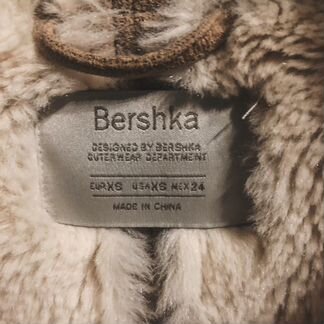 Bershka
DESIGNED BY BERSHKA
OUTERWEAR DEPARTMENT
EUR XS USA XS MEX 24
MADE IN CHINA